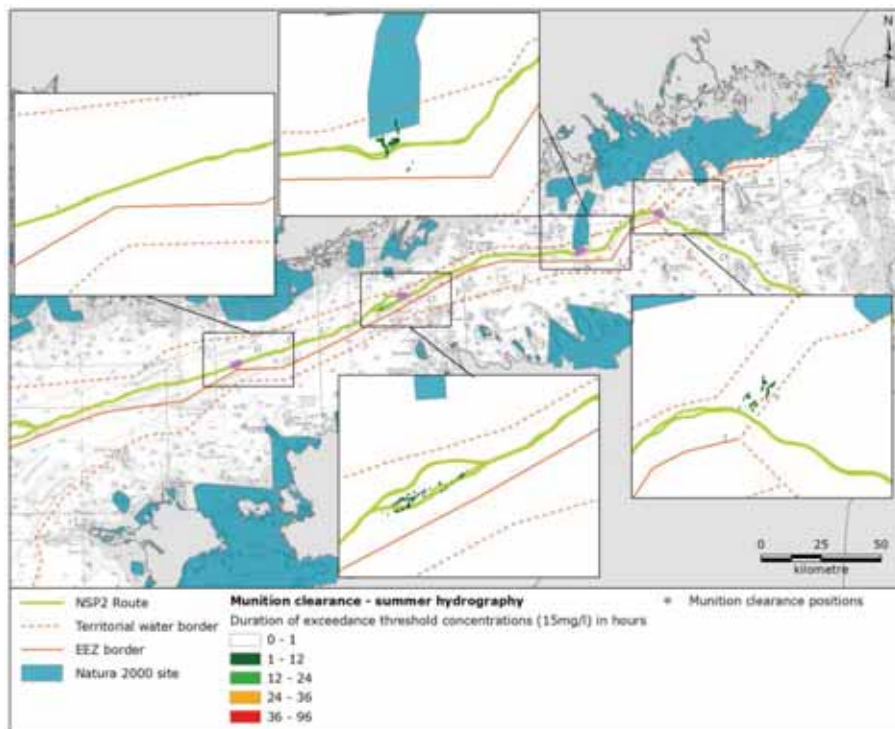 N
0 25 50
kilometre
NSP2 Route
Territorial water border
EEZ border
Natura 2000 site
Munition clearance - summer hydrography
Duration of exceedance threshold concentrations (15mg/l) in hours
0 - 1
1 - 12
12 - 24
24 - 36
36 - 96
Munition clearance positions